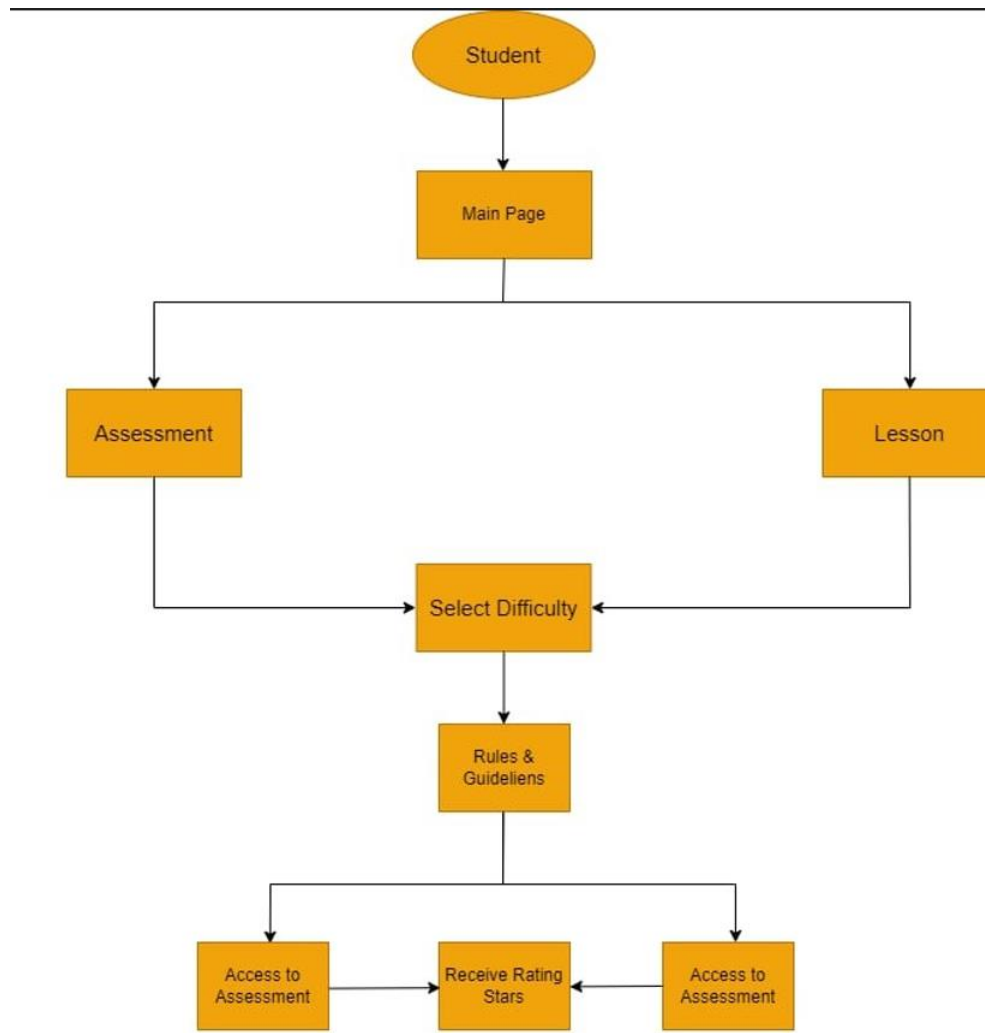 Student
Main Page
Assessment
Lesson
Select Difficulty
Rules &
Guideliens
Access to
Assessment
Receive Rating
Stars
Access to
Assessment